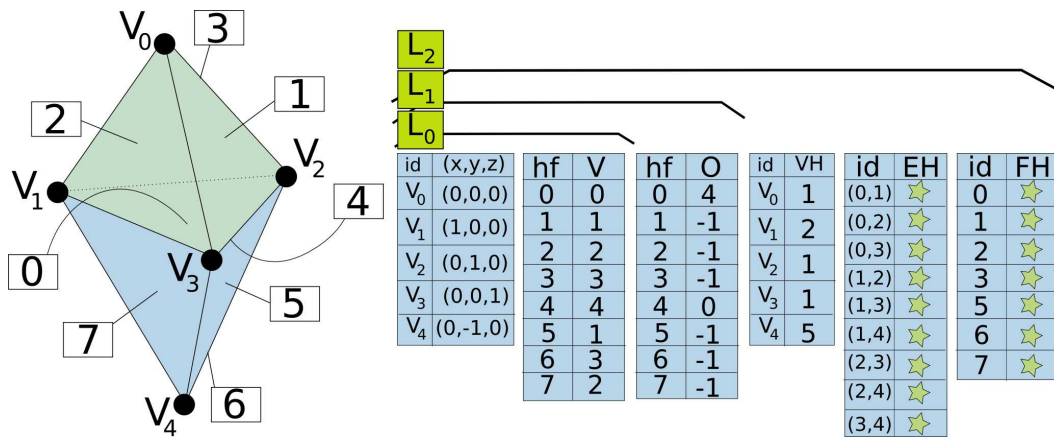 V0
3
1
2
V2
V1
4
0
V3
5
7
6
V4
L2
L1
L0
id (x,y,z)
V0 (0,0,0)
V1 (1,0,0)
V2 (0,1,0)
V3 (0,0,1)
V4 (0,-1,0)
hf V
0 0
1 1
2 2
3 3
4 4
5 1
6 3
7 2
hf O
0 4
1 -1
2 -1
3 -1
4 0
5 -1
6 -1
7 -1
id VH
V0 1
V1 2
V2 1
V3 1
V4 5
id EH
(0,1)
(0,2)
(0,3)
(1,2)
(1,3)
(1,4)
(2,3)
(2,4)
(3,4)
id FH
0
1
2
3
5
6
7